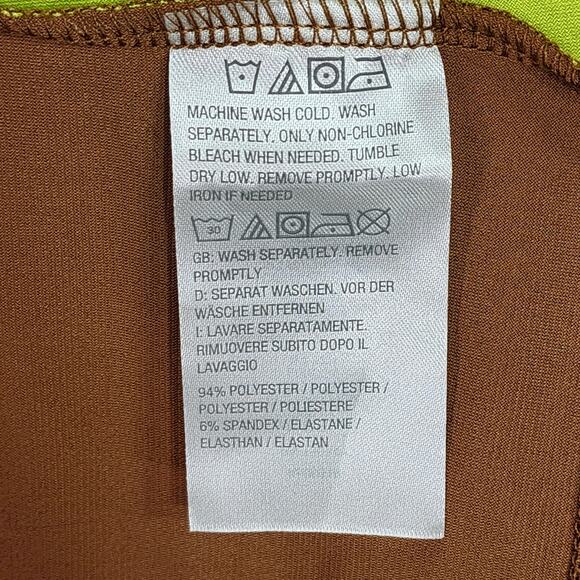 MACHINE WASH COLD. WASH
SEPARATELY. ONLY NON-CHLORINE
BLEACH WHEN NEEDED. TUMBLE
DRY LOW. REMOVE PROMPTLY. LOW
IRON IF NEEDED
30
GB: WASH SEPARATELY. REMOVE
PROMPTLY
D: SEPARAT WASCHEN. VOR DER
WÄSCHE ENTFERNEN
I: LAVARE SEPARATAMENTE.
RIMUOVERE SUBITO DOPO IL
LAVAGGIO
94% POLYESTER / POLYESTER /
POLYESTER / POLIESTERE
6% SPANDEX / ELASTANE /
ELASTHAN / ELASTAN